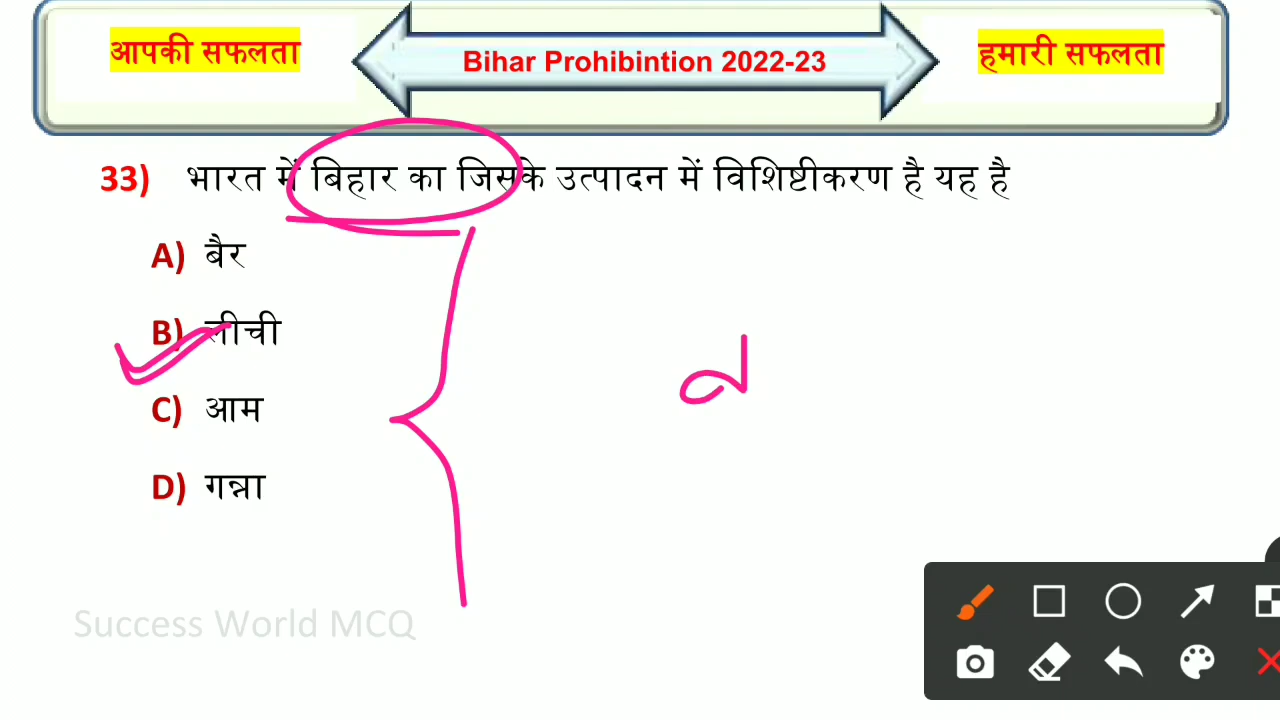 आपकी सफलता
Bihar Prohibintion 2022-23
हमारी सफलता
33) भारत में बिहार का जिसके उत्पादन में विशिष्टीकरण है यह है
A) बैर
B) लीची
C) आम
D) गन्ना
Success World MCQ